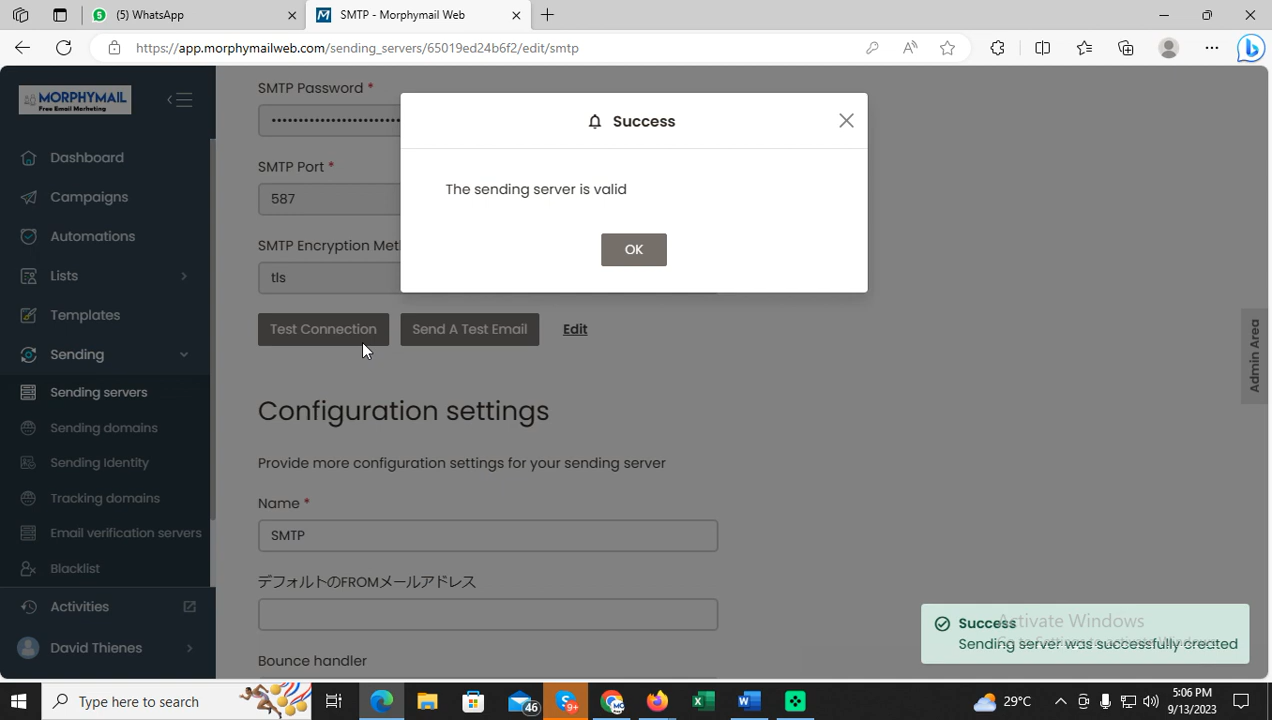 (5) WhatsApp
SMTP - Morphymail Web
https://app.morphymailweb.com/sending_servers/65019ed24b6f2/edit/smtp
MORPHYMAIL
Free Email Marketing
Dashboard
Campaigns
Automations
Lists
Templates
Sending
Sending servers
Sending domains
Sending Identity
Tracking domains
Email verification servers
Blacklist
Activities
David Thienes
SMTP Password *
SMTP Port *
587
SMTP Encryption Met
tls
Test Connection
Send A Test Email
Edit
Success
The sending server is valid
OK
Configuration settings
Provide more configuration settings for your sending server
Name *
SMTP
デフォルトのFROMメールアドレス
Bounce handler
Admin Area
Success
Sending server was successfully created
Activate Windows
Go to Settings to activate Windows.
Type here to search
46
9+
29°C
5:06 PM
9/13/2023